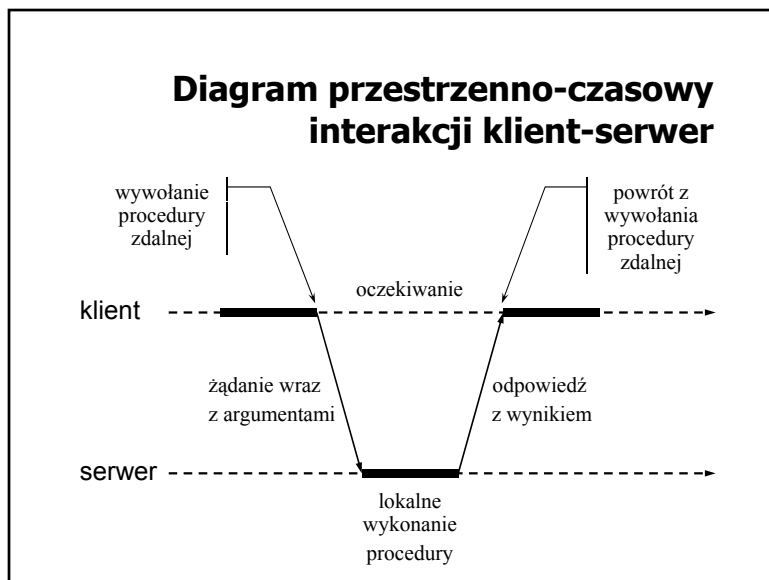 Diagram przestrzenno-czasowy
interakcji klient-serwer
wywołanie
procedury
zdalnej
powrót z
wywołania
procedury
zdalnej
oczekiwanie
klient
żądanie wraz
z argumentami
odpowiedź
z wynikiem
serwer
lokalne
wykonanie
procedury